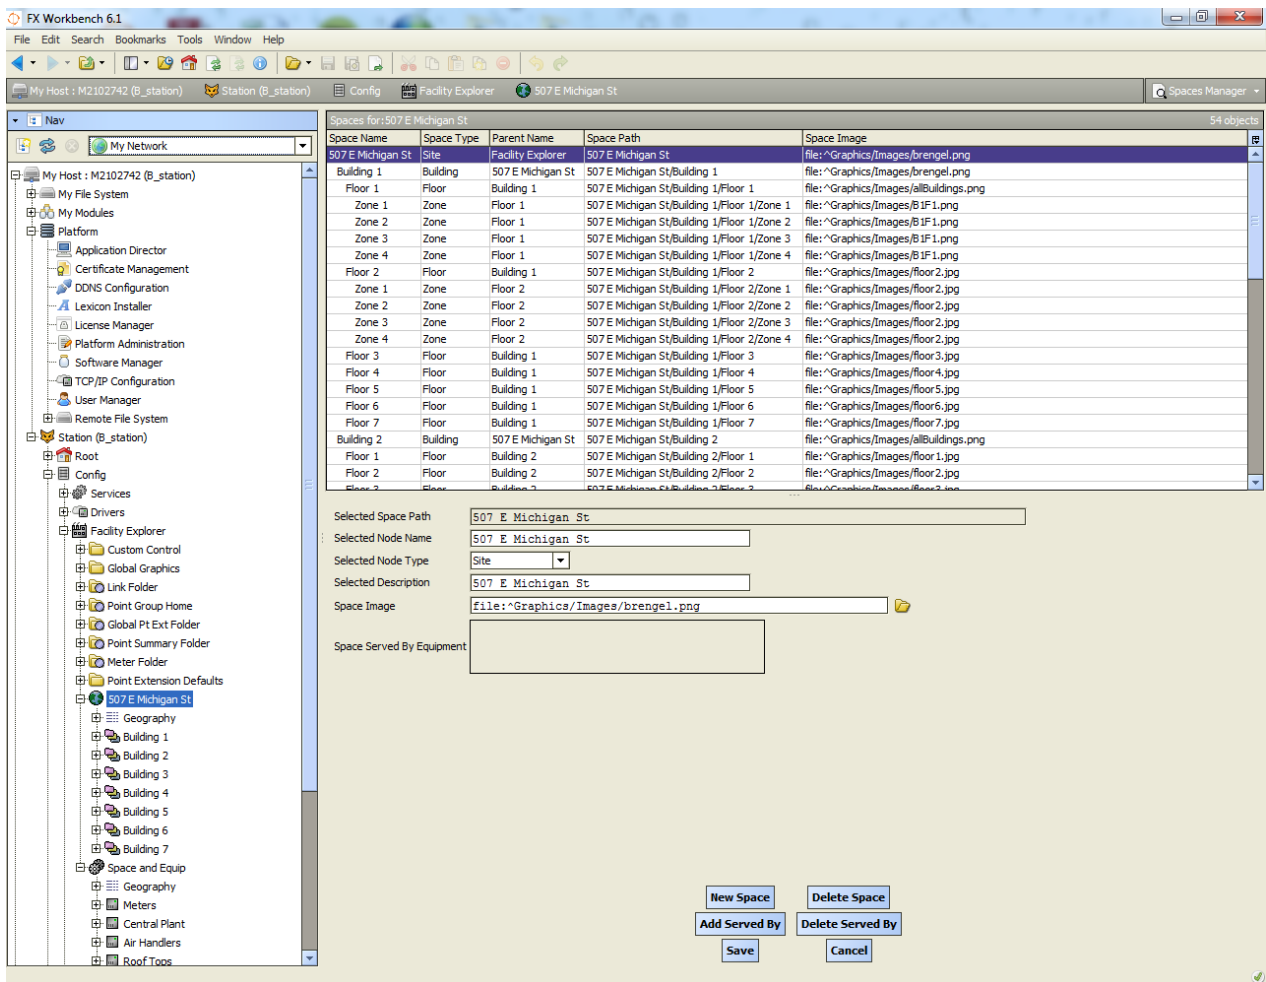 FX Workbench 6.1
File Edit Search Bookmarks Tools Window Help
My Host : M2102742 (B_station) Station (B_station) Config Facility Explorer 507 E Michigan St Spaces Manager
Nav
My Network
My Host : M2102742 (B_station)
My File System
My Modules
Platform
Application Director
Certificate Management
DDNS Configuration
Lexicon Installer
License Manager
Platform Administration
Software Manager
TCP/IP Configuration
User Manager
Remote File System
Station (B_station)
Root
Config
Services
Drivers
Facility Explorer
Custom Control
Global Graphics
Link Folder
Point Group Home
Global Pt Ext Folder
Point Summary Folder
Meter Folder
Point Extension Defaults
507 E Michigan St
Geography
Building 1
Building 2
Building 3
Building 4
Building 5
Building 6
Building 7
Space and Equip
Geography
Meters
Central Plant
Air Handlers
Roof Tops
Spaces for:507 E Michigan St 54 objects
Space Name Space Type Parent Name Space Path Space Image
507 E Michigan St Site Facility Explorer 507 E Michigan St file:^Graphics/Images/brengel.png
Building 1 Building 507 E Michigan St 507 E Michigan St/Building 1 file:^Graphics/Images/brengel.png
Floor 1 Floor Building 1 507 E Michigan St/Building 1/Floor 1 file:^Graphics/Images/allBuildings.png
Zone 1 Zone Floor 1 507 E Michigan St/Building 1/Floor 1/Zone 1 file:^Graphics/Images/B1F1.png
Zone 2 Zone Floor 1 507 E Michigan St/Building 1/Floor 1/Zone 2 file:^Graphics/Images/B1F1.png
Zone 3 Zone Floor 1 507 E Michigan St/Building 1/Floor 1/Zone 3 file:^Graphics/Images/B1F1.png
Zone 4 Zone Floor 1 507 E Michigan St/Building 1/Floor 1/Zone 4 file:^Graphics/Images/B1F1.png
Floor 2 Floor Building 1 507 E Michigan St/Building 1/Floor 2 file:^Graphics/Images/floor2.jpg
Zone 1 Zone Floor 2 507 E Michigan St/Building 1/Floor 2/Zone 1 file:^Graphics/Images/floor2.jpg
Zone 2 Zone Floor 2 507 E Michigan St/Building 1/Floor 2/Zone 2 file:^Graphics/Images/floor2.jpg
Zone 3 Zone Floor 2 507 E Michigan St/Building 1/Floor 2/Zone 3 file:^Graphics/Images/floor2.jpg
Zone 4 Zone Floor 2 507 E Michigan St/Building 1/Floor 2/Zone 4 file:^Graphics/Images/floor2.jpg
Floor 3 Floor Building 1 507 E Michigan St/Building 1/Floor 3 file:^Graphics/Images/floor3.jpg
Floor 4 Floor Building 1 507 E Michigan St/Building 1/Floor 4 file:^Graphics/Images/floor4.jpg
Floor 5 Floor Building 1 507 E Michigan St/Building 1/Floor 5 file:^Graphics/Images/floor5.jpg
Floor 6 Floor Building 1 507 E Michigan St/Building 1/Floor 6 file:^Graphics/Images/floor6.jpg
Floor 7 Floor Building 1 507 E Michigan St/Building 1/Floor 7 file:^Graphics/Images/floor7.jpg
Building 2 Building 507 E Michigan St 507 E Michigan St/Building 2 file:^Graphics/Images/allBuildings.png
Floor 1 Floor Building 2 507 E Michigan St/Building 2/Floor 1 file:^Graphics/Images/floor1.jpg
Floor 2 Floor Building 2 507 E Michigan St/Building 2/Floor 2 file:^Graphics/Images/floor2.jpg
Floor 3 Floor Building 2 507 E Michigan St/Building 2/Floor 3 file:^Graphics/Images/floor3.jpg
Selected Space Path 507 E Michigan St
Selected Node Name 507 E Michigan St
Selected Node Type Site
Selected Description 507 E Michigan St
Space Image file:^Graphics/Images/brengel.png
Space Served By Equipment
New Space Delete Space
Add Served By Delete Served By
Save Cancel